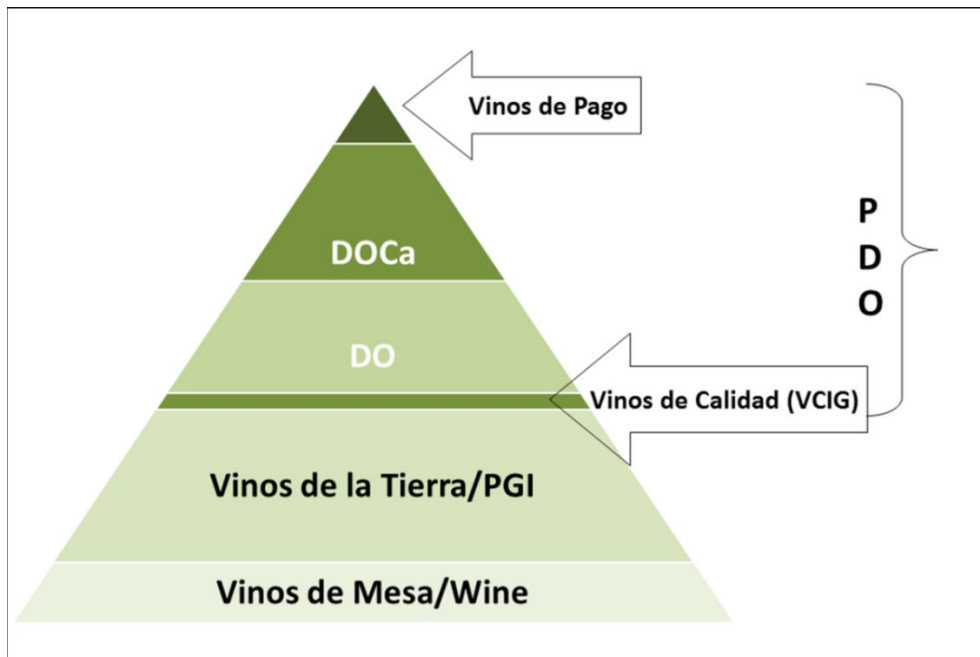 Vinos de Pago
P
D
O
DOCa
DO
Vinos de Calidad (VCIG)
Vinos de la Tierra/PGI
Vinos de Mesa/Wine